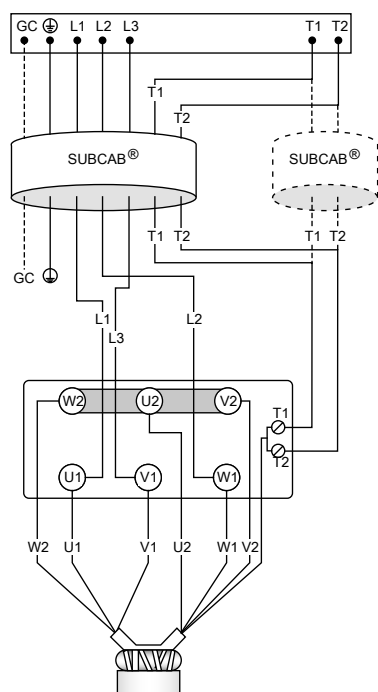 GC L1 L2 L3 T1 T2
T1
T2
SUBCAB® SUBCAB®
T1 T2 T1 T2
GC
L1 L2
L3
W2 U2 V2
T1
T2
U1 V1 W1
W2 U1 V1 U2 W1 V2